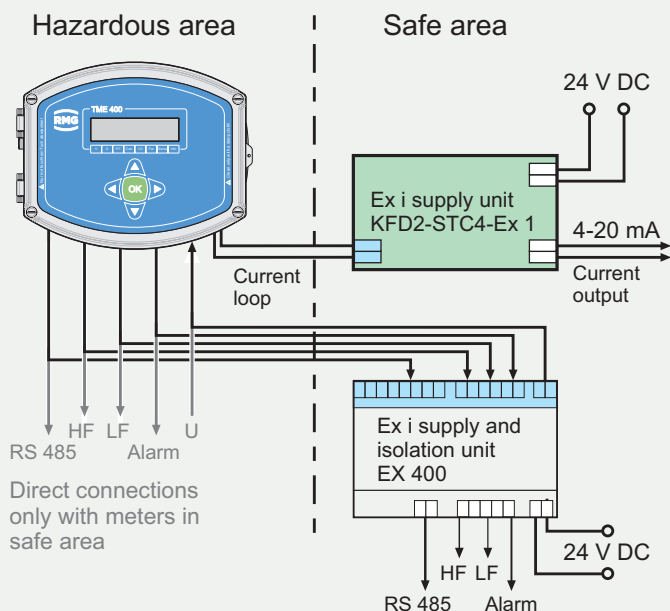 Hazardous area
Safe area
24 V DC
RMG
TME 400
OK
Ex i supply unit
KFD2-STC4-Ex 1
4-20 mA
Current
output
Current
loop
RS 485
HF
LF
Alarm
U
Direct connections
only with meters in
safe area
Ex i supply and
isolation unit
EX 400
24 V DC
HF
LF
RS 485
Alarm